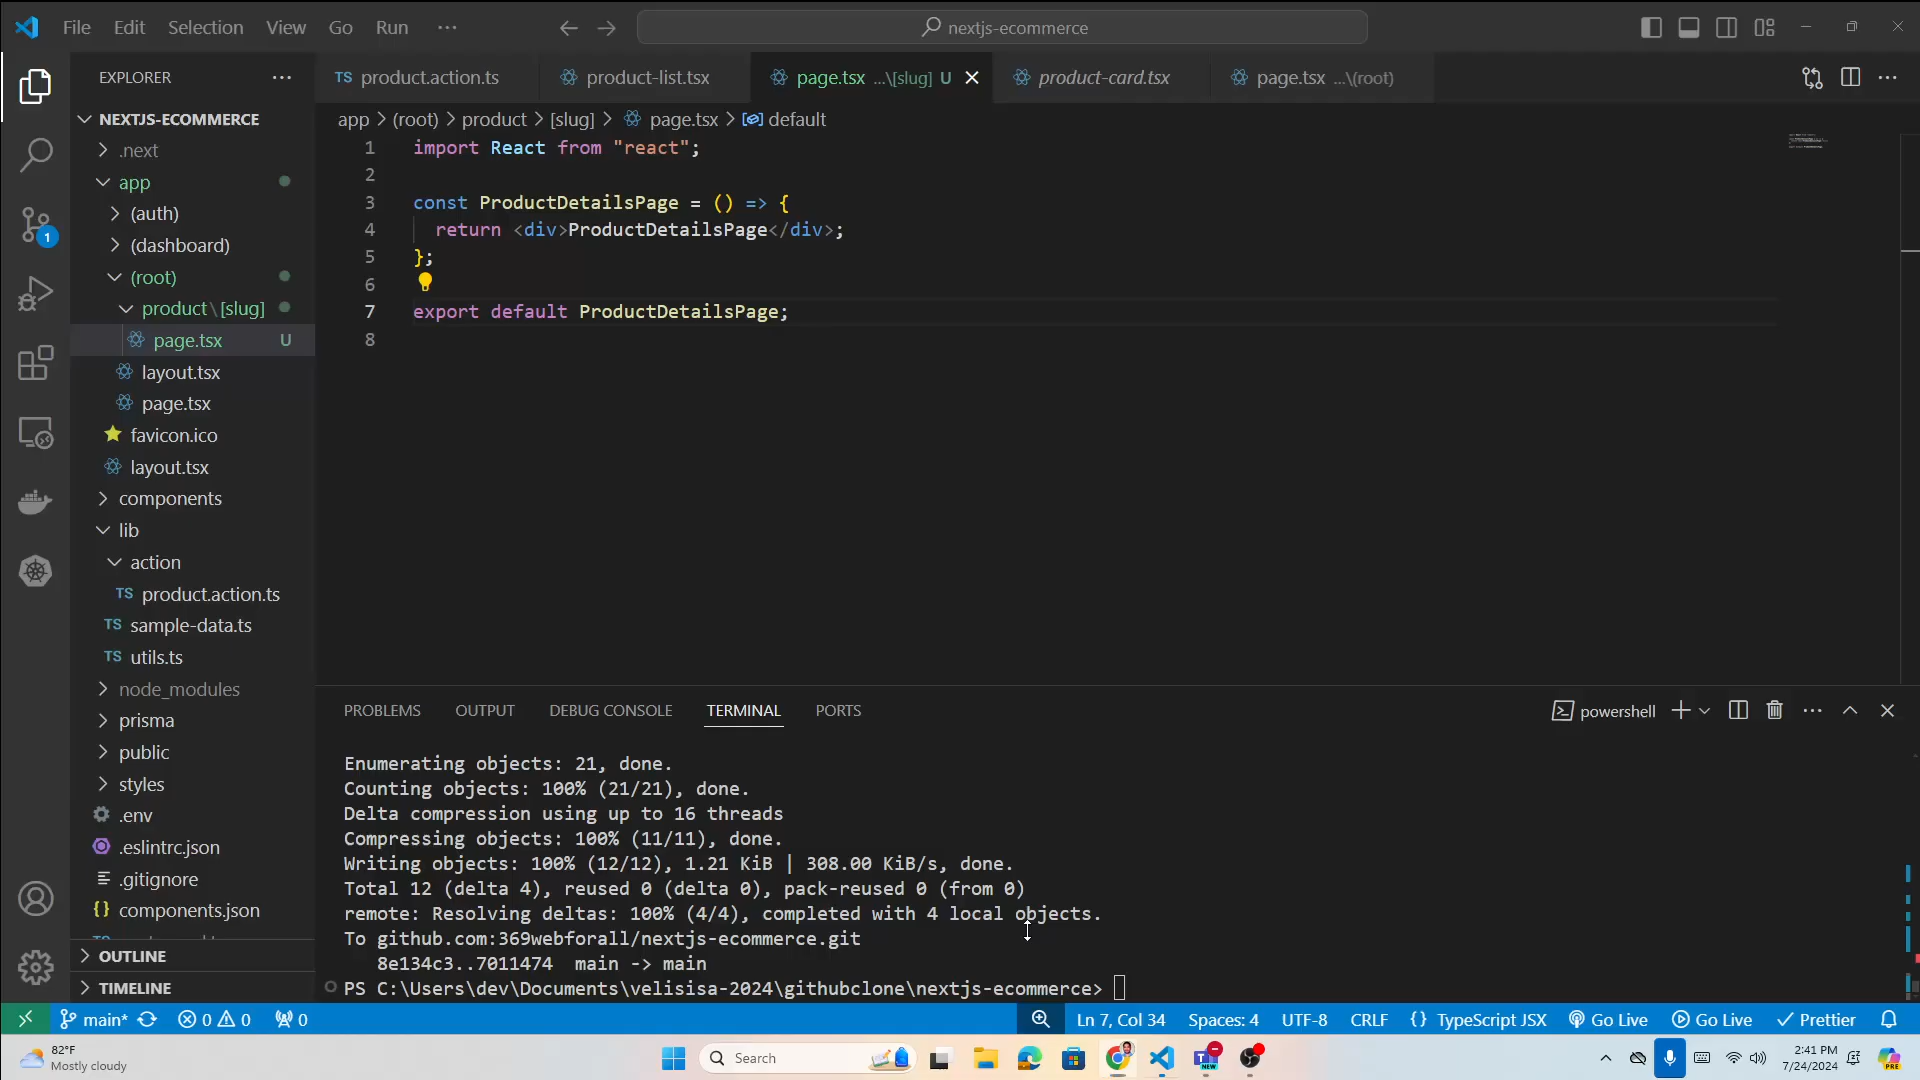 File Edit Selection View Go Run ···
nextjs-ecommerce
EXPLORER
TS product.action.ts
product-list.tsx
page.tsx ...\[slug] U
product-card.tsx
page.tsx ...\(root)
NEXTJS-ECOMMERCE
.next
app
(auth)
(dashboard)
(root)
product\[slug]
page.tsx U
layout.tsx
page.tsx
favicon.ico
layout.tsx
components
lib
action
TS product.action.ts
TS sample-data.ts
TS utils.ts
node_modules
prisma
public
styles
.env
.eslintrc.json
.gitignore
{} components.json
OUTLINE
TIMELINE
1
app > (root) > product > [slug] > page.tsx > default
1 import React from "react";
2
3 const ProductDetailsPage = () => {
4 return <div>ProductDetailsPage</div>;
5 };
6
7 export default ProductDetailsPage;
8
PROBLEMS OUTPUT DEBUG CONSOLE TERMINAL PORTS
powershell
Enumerating objects: 21, done.
Counting objects: 100% (21/21), done.
Delta compression using up to 16 threads
Compressing objects: 100% (11/11), done.
Writing objects: 100% (12/12), 1.21 KiB | 308.00 KiB/s, done.
Total 12 (delta 4), reused 0 (delta 0), pack-reused 0 (from 0)
remote: Resolving deltas: 100% (4/4), completed with 4 local objects.
To github.com:369webforall/nextjs-ecommerce.git
8e134c3..7011474 main -> main
PS C:\Users\dev\Documents\velisisa-2024\githubclone\nextjs-ecommerce>
main* 0 0 0 Ln 7, Col 34 Spaces: 4 UTF-8 CRLF {} TypeScript JSX Go Live Go Live Prettier
82°F
Mostly cloudy
Search
NEW
2:41 PM
7/24/2024
PRE